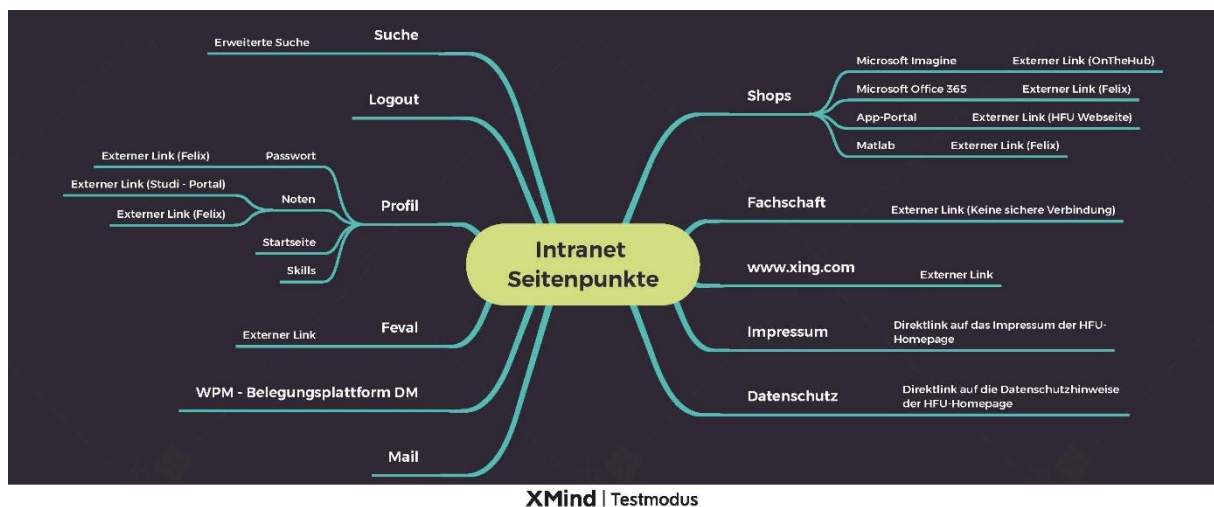 Intranet
Seitenpunkte
Suche
Erweiterte Suche
Logout
Profil
Passwort
Externer Link (Felix)
Noten
Externer Link (Studi - Portal)
Externer Link (Felix)
Startseite
Skills
Feval
Externer Link
WPM - Belegungsplattform DM
Mail
Shops
Microsoft Imagine
Externer Link (OnTheHub)
Microsoft Office 365
Externer Link (Felix)
App-Portal
Externer Link (HFU Webseite)
Matlab
Externer Link (Felix)
Fachschaft
Externer Link (Keine sichere Verbindung)
www.xing.com
Externer Link
Impressum
Direktlink auf das Impressum der HFU-
Homepage
Datenschutz
Direktlink auf die Datenschutzhinweise
der HFU-Homepage
XMind | Testmodus